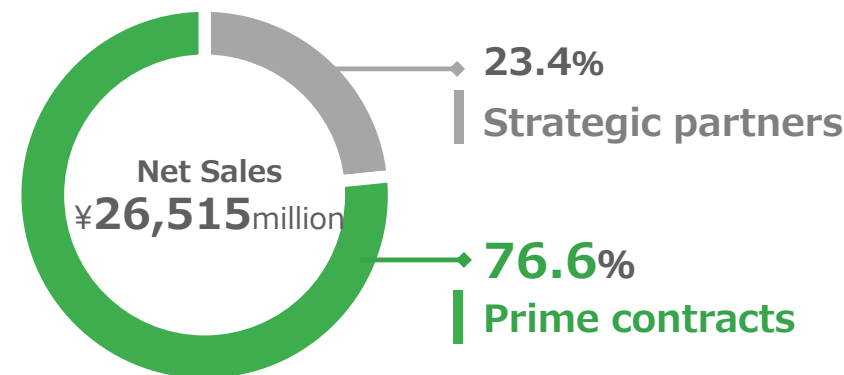 Net Sales
¥26,515million
23.4%
Strategic partners
76.6%
Prime contracts